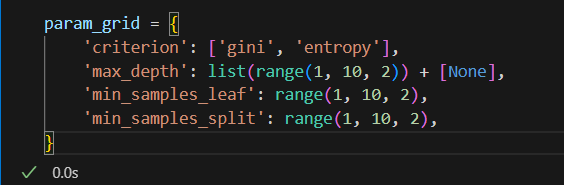 param_grid = {
    'criterion': ['gini', 'entropy'],
    'max_depth': list(range(1, 10, 2)) + [None],
    'min_samples_leaf': range(1, 10, 2),
    'min_samples_split': range(1, 10, 2),
}
0.0s